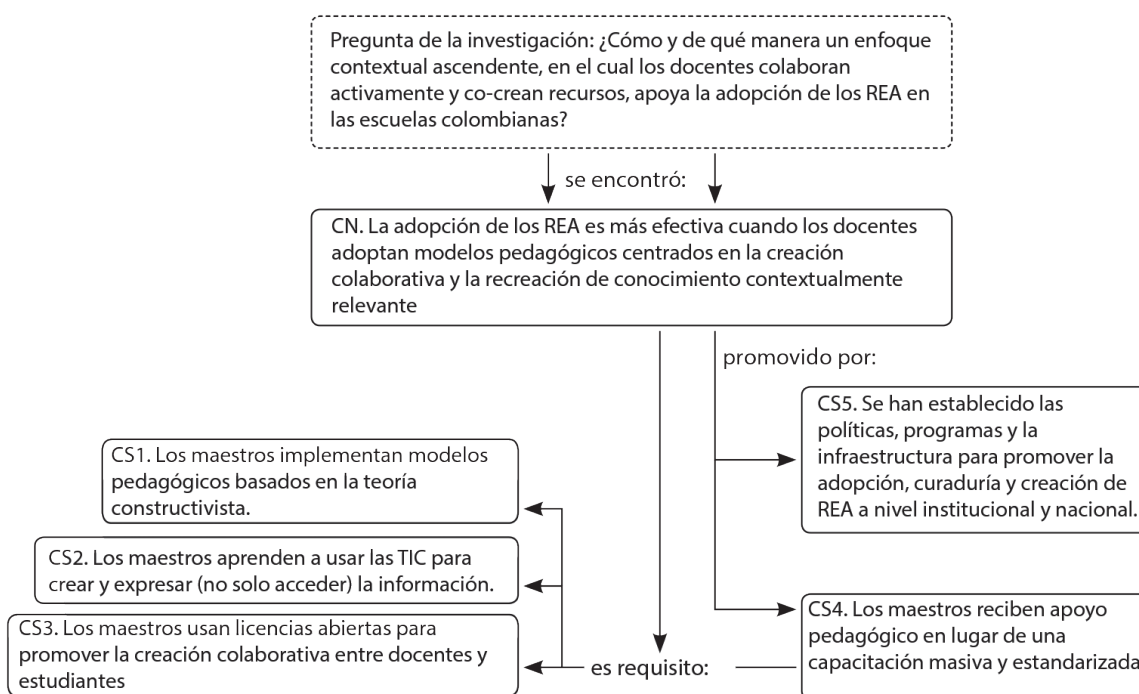 Pregunta de la investigación: ¿Cómo y de qué manera un enfoque
contextual ascendente, en el cual los docentes colaboran
activamente y co-crean recursos, apoya la adopción de los REA en
las escuelas colombianas?
se encontró:
CN. La adopción de los REA es más efectiva cuando los docentes
adoptan modelos pedagógicos centrados en la creación
colaborativa y la recreación de conocimiento contextualmente
relevante
promovido por:
CS5. Se han establecido las
políticas, programas y la
infraestructura para promover la
adopción, curaduría y creación de
REA a nivel institucional y nacional.
CS1. Los maestros implementan modelos
pedagógicos basados en la teoría
constructivista.
CS2. Los maestros aprenden a usar las TIC para
crear y expresar (no solo acceder) la información.
CS3. Los maestros usan licencias abiertas para
promover la creación colaborativa entre docentes y
estudiantes
es requisito:
CS4. Los maestros reciben apoyo
pedagógico en lugar de una
capacitación masiva y estandarizada